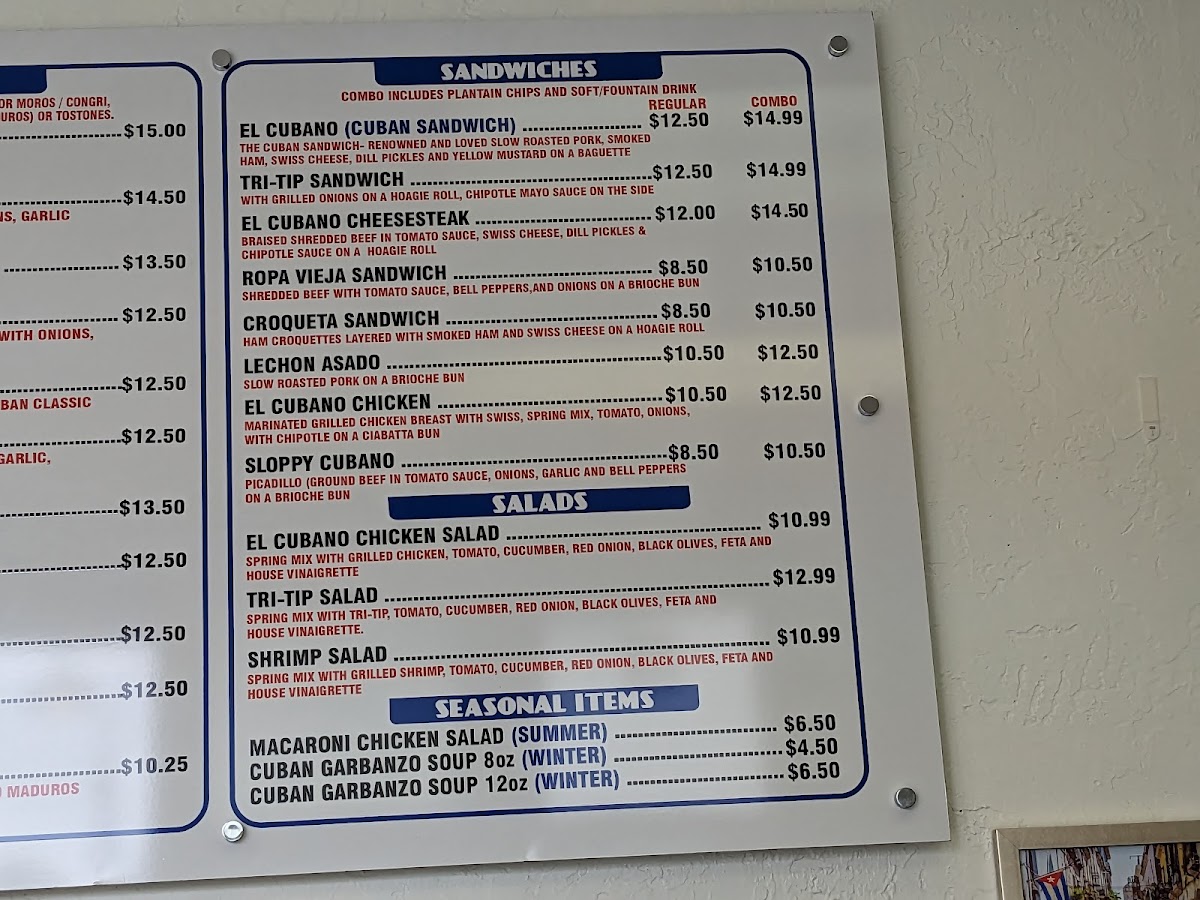 OR MOROS / CONGRI,
UROS) OR TOSTONES.
$15.00
$14.50
NS, GARLIC
$13.50
$12.50
WITH ONIONS,
$12.50
BAN CLASSIC
$12.50
GARLIC,
$13.50
$12.50
$12.50
$12.50
$10.25
MADUROS
SANDWICHES
COMBO INCLUDES PLANTAIN CHIPS AND SOFT/FOUNTAIN DRINK
REGULAR COMBO
EL CUBANO (CUBAN SANDWICH) $12.50 $14.99
THE CUBAN SANDWICH- RENOWNED AND LOVED SLOW ROASTED PORK, SMOKED
HAM, SWISS CHEESE, DILL PICKLES AND YELLOW MUSTARD ON A BAGUETTE
TRI-TIP SANDWICH $12.50 $14.99
WITH GRILLED ONIONS ON A HOAGIE ROLL, CHIPOTLE MAYO SAUCE ON THE SIDE
EL CUBANO CHEESESTEAK $12.00 $14.50
BRAISED SHREDDED BEEF IN TOMATO SAUCE, SWISS CHEESE, DILL PICKLES &
CHIPOTLE SAUCE ON A HOAGIE ROLL
ROPA VIEJA SANDWICH $8.50 $10.50
SHREDDED BEEF WITH TOMATO SAUCE, BELL PEPPERS,AND ONIONS ON A BRIOCHE BUN
CROQUETA SANDWICH $8.50 $10.50
HAM CROQUETTES LAYERED WITH SMOKED HAM AND SWISS CHEESE ON A HOAGIE ROLL
LECHON ASADO $10.50 $12.50
SLOW ROASTED PORK ON A BRIOCHE BUN
EL CUBANO CHICKEN $10.50 $12.50
MARINATED GRILLED CHICKEN BREAST WITH SWISS, SPRING MIX, TOMATO, ONIONS,
WITH CHIPOTLE ON A CIABATTA BUN
SLOPPY CUBANO $8.50 $10.50
PICADILLO (GROUND BEEF IN TOMATO SAUCE, ONIONS, GARLIC AND BELL PEPPERS
ON A BRIOCHE BUN
SALADS
EL CUBANO CHICKEN SALAD $10.99
SPRING MIX WITH GRILLED CHICKEN, TOMATO, CUCUMBER, RED ONION, BLACK OLIVES, FETA AND
HOUSE VINAIGRETTE
TRI-TIP SALAD $12.99
SPRING MIX WITH TRI-TIP, TOMATO, CUCUMBER, RED ONION, BLACK OLIVES, FETA AND
HOUSE VINAIGRETTE.
SHRIMP SALAD $10.99
SPRING MIX WITH GRILLED SHRIMP, TOMATO, CUCUMBER, RED ONION, BLACK OLIVES, FETA AND
HOUSE VINAIGRETTE
SEASONAL ITEMS
MACARONI CHICKEN SALAD (SUMMER) $6.50
CUBAN GARBANZO SOUP 8oz (WINTER) $4.50
CUBAN GARBANZO SOUP 12oz (WINTER) $6.50